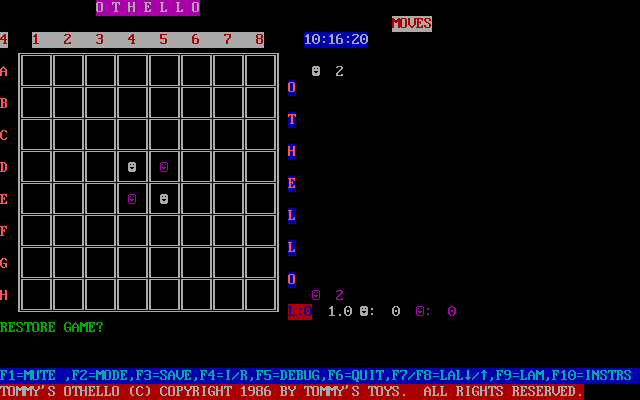 O T H E L L O
MOVES
4 1 2 3 4 5 6 7 8 10:16:20
A 2
O
B
T
C
H
D
E
E
L
F
L
G
O
H 2
L:0 1.0 : 0 : 0
RESTORE GAME?
F1=MUTE ,F2=MODE,F3=SAVE,F4=I/R,F5=DEBUG,F6=QUIT,F7/F8=LAL↓/↑,F9=LAM,F10=INSTRS
TOMMY'S OTHELLO (C) COPYRIGHT 1986 BY TOMMY'S TOYS. ALL RIGHTS RESERVED.